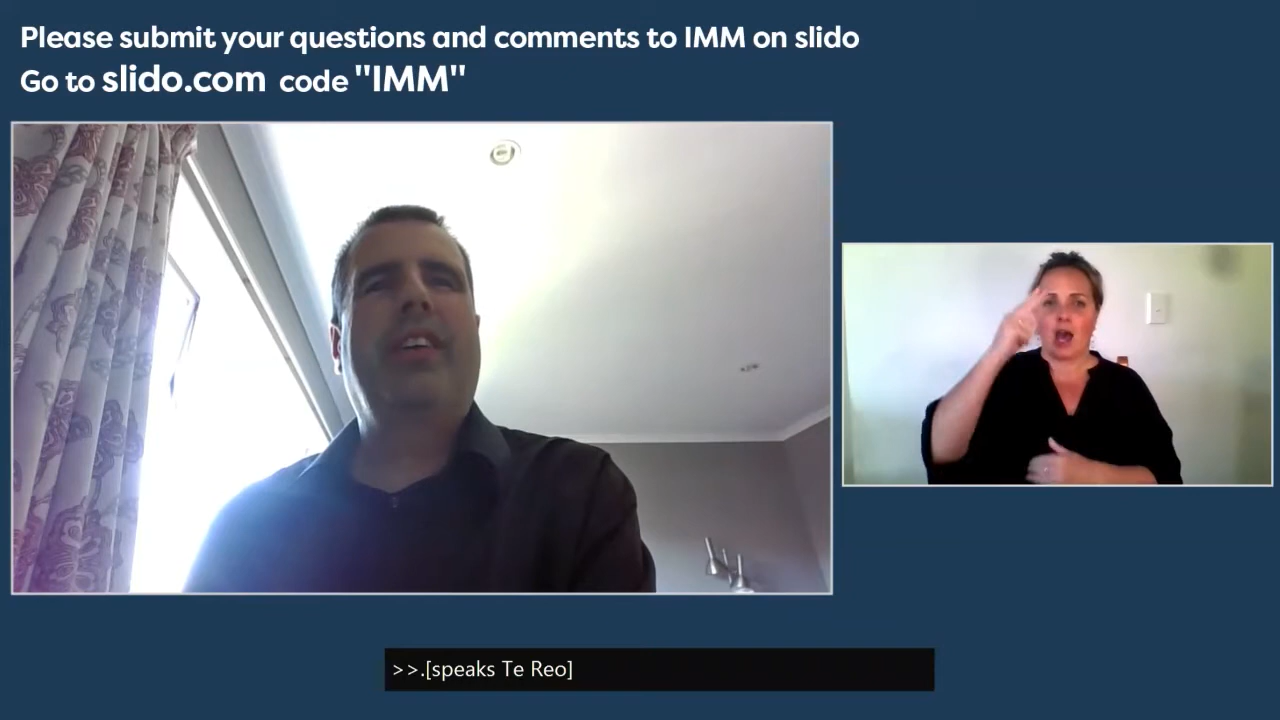 Please submit your questions and comments to IMM on slido
Go to slido.com code "IMM"
>>.[speaks Te Reo]